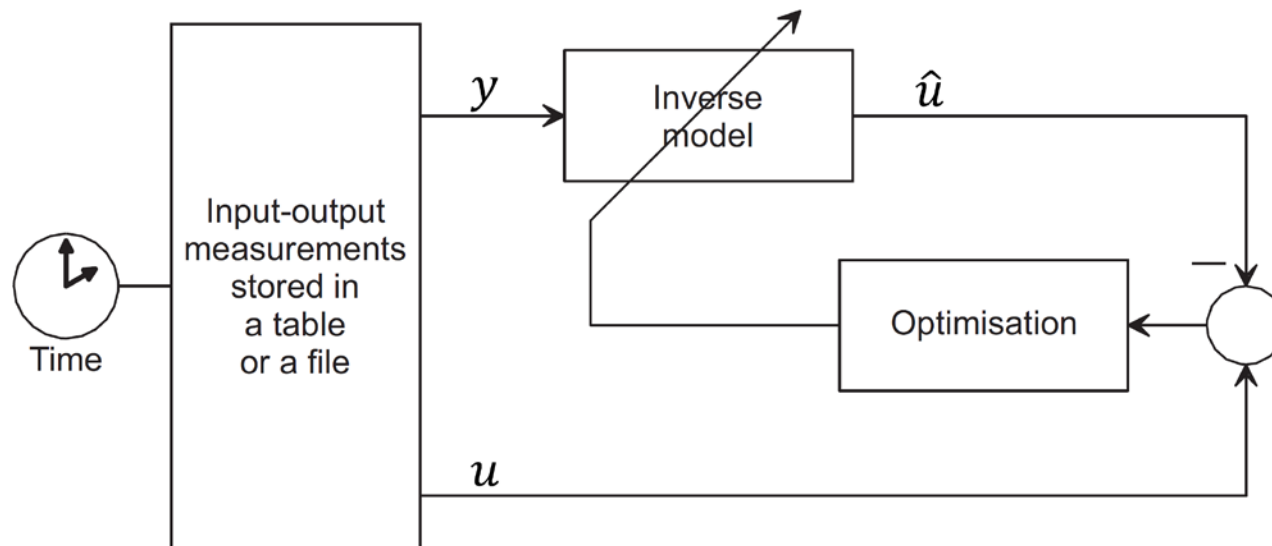 y
Inverse
model
û
Input-output
measurements
stored in
a table
or a file
Time
−
Optimisation
u